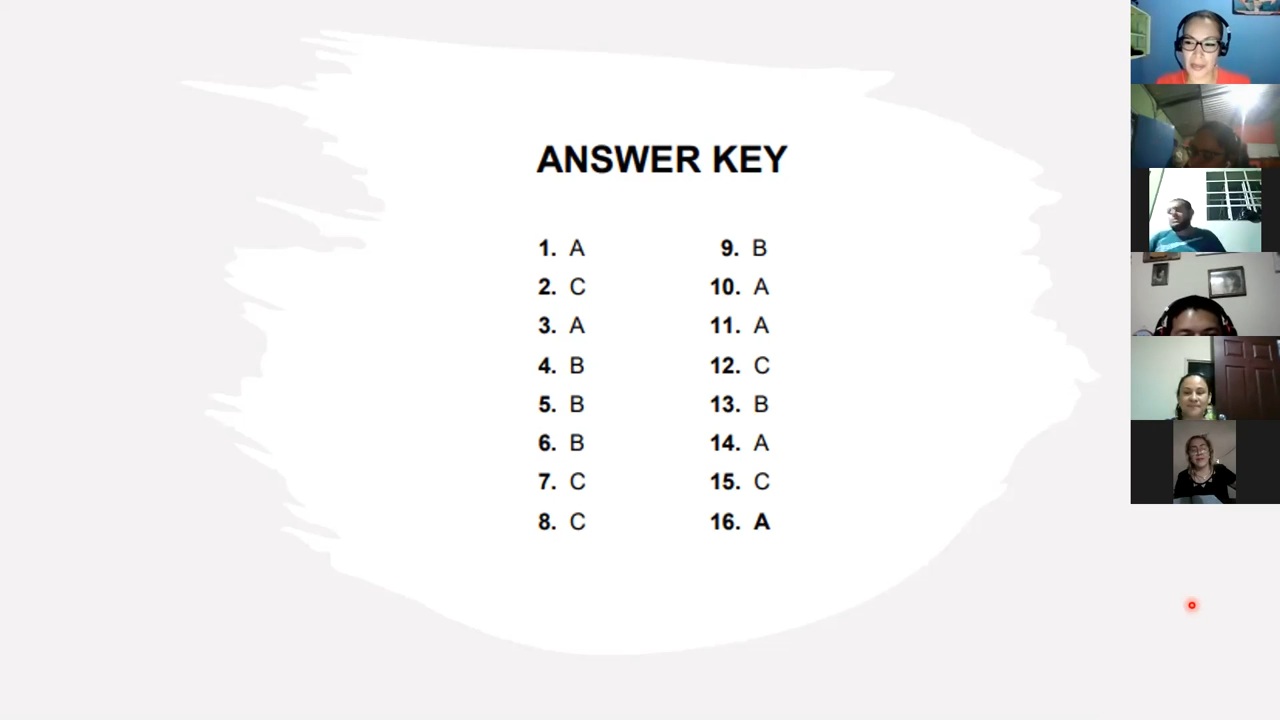 ANSWER KEY
1. A
2. C
3. A
4. B
5. B
6. B
7. C
8. C
9. B
10. A
11. A
12. C
13. B
14. A
15. C
16. A